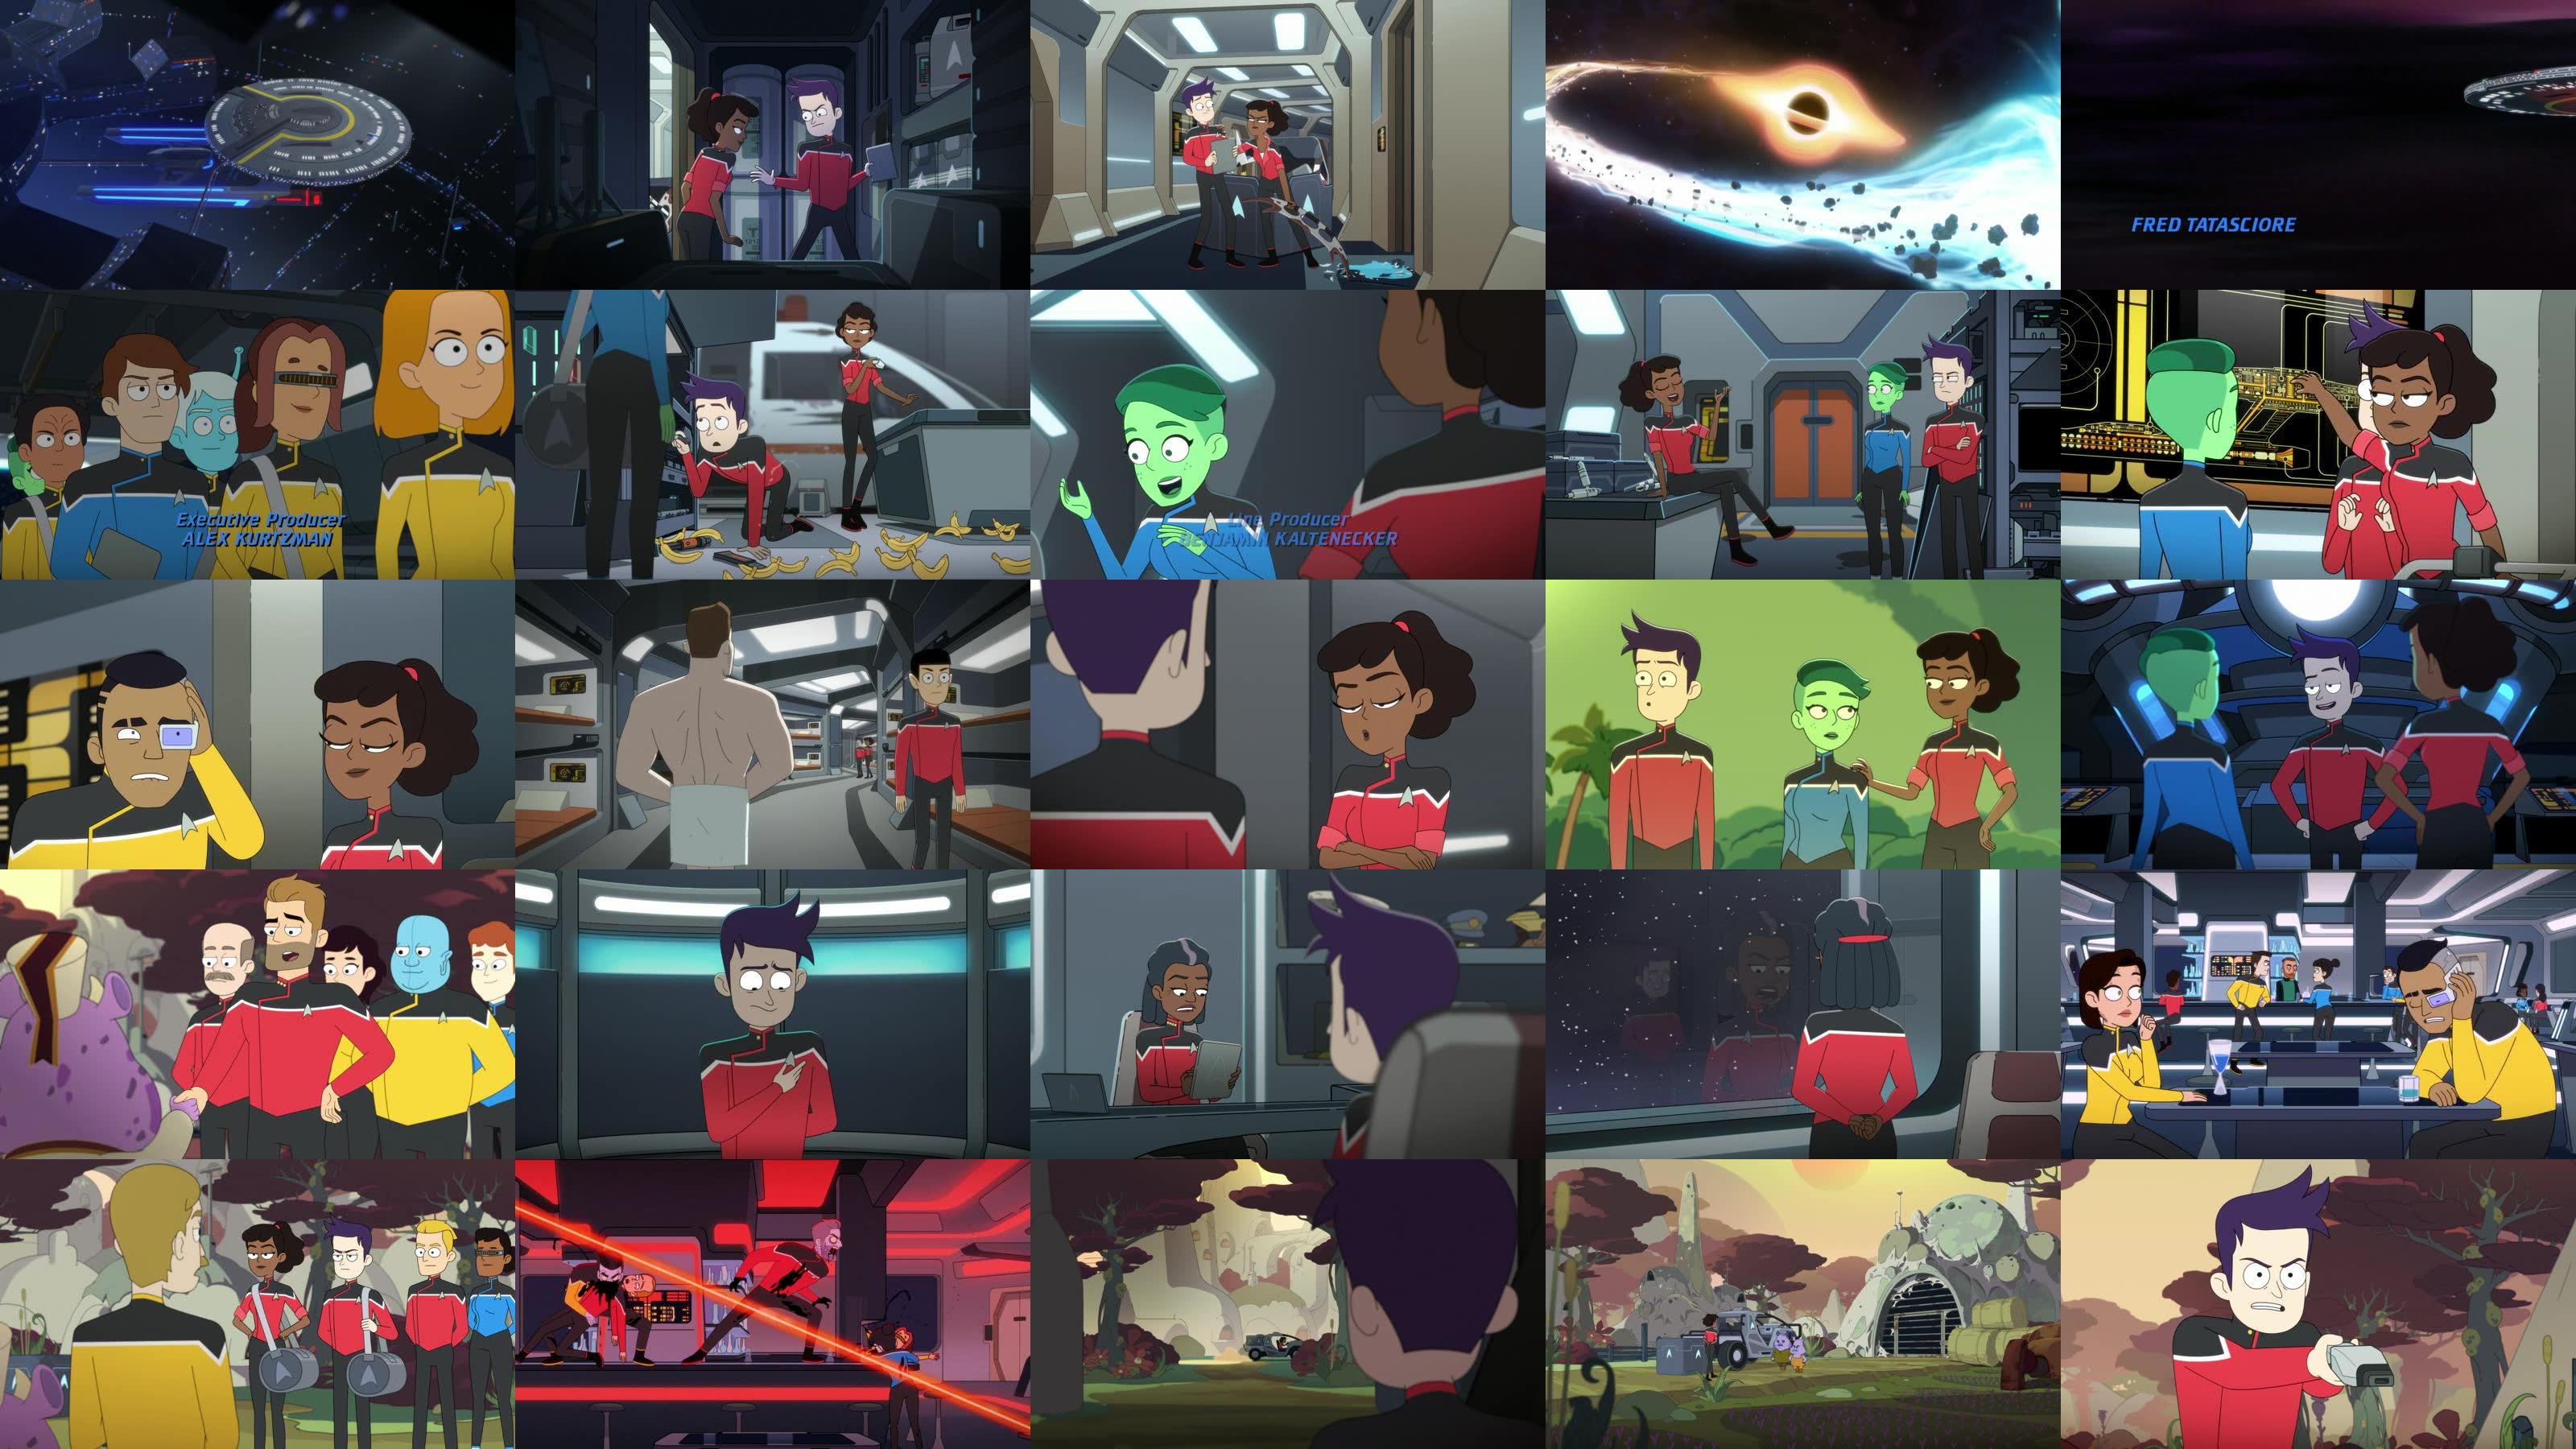 FRED TATASCIORE
Executive Producer
ALEX KURTZMAN
Line Producer
BENJAMIN KALTENECKER